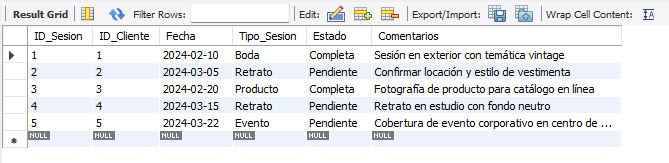 Result Grid Filter Rows: Edit: Export/Import: Wrap Cell Content:
ID_Sesion ID_Cliente Fecha Tipo_Sesion Estado Comentarios
1 1 2024-02-10 Boda Completa Sesión en exterior con temática vintage
2 2 2024-03-05 Retrato Pendiente Confirmar locación y estilo de vestimenta
3 3 2024-02-20 Producto Completa Fotografía de producto para catálogo en línea
4 4 2024-03-15 Retrato Pendiente Retrato en estudio con fondo neutro
5 5 2024-03-22 Evento Pendiente Cobertura de evento corporativo en centro de ...
NULL NULL NULL NULL NULL NULL